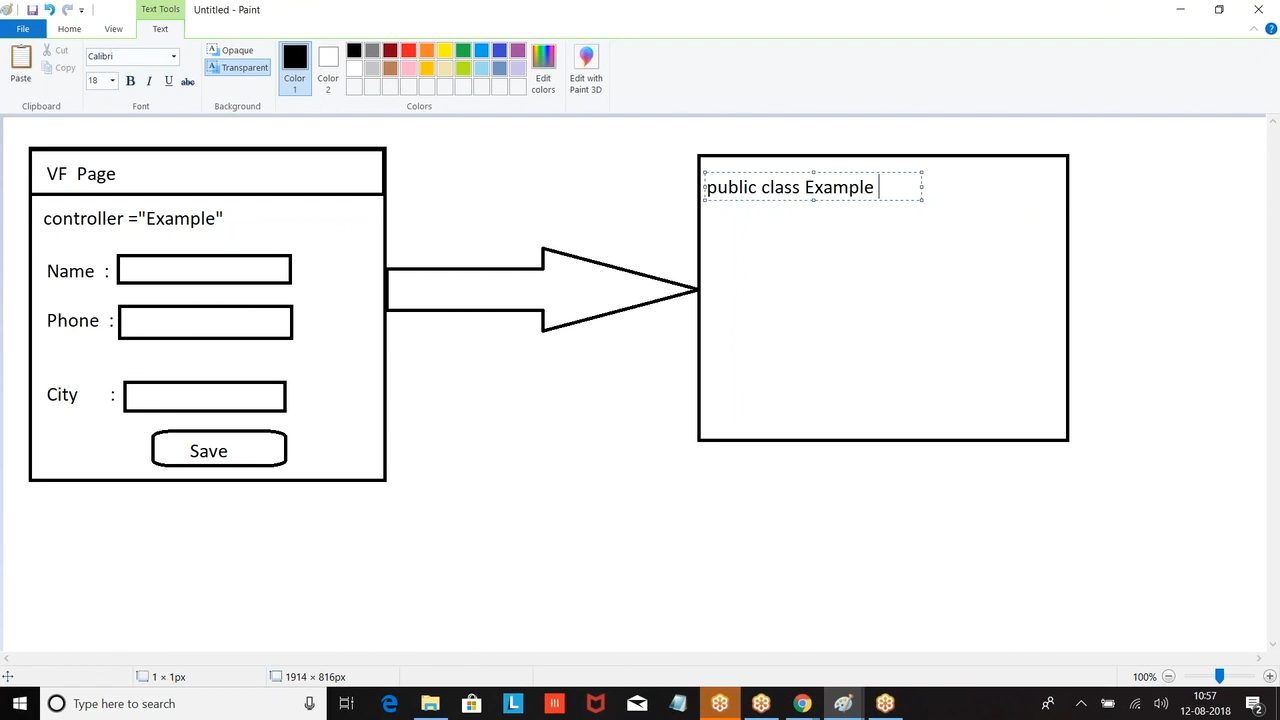 Text Tools
Untitled - Paint
File
Home
View
Text
Paste
Cut
Copy
Clipboard
Calibri
18
B I U abc
Font
Opaque
Transparent
Background
Color 1
Color 2
Edit colors
Colors
Edit with Paint 3D
VF Page
controller ="Example"
Name :
Phone :
City :
Save
public class Example
1 × 1px
1914 × 816px
100%
Type here to search
10:57
12-08-2018
2